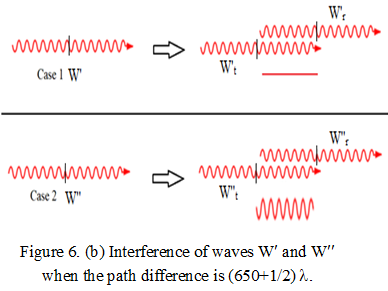 W'r
W't
Case 1 W'
W"r
W"t
Case 2 W"
Figure 6. (b) Interference of waves W′ and W′′
when the path difference is (650+1/2) λ.